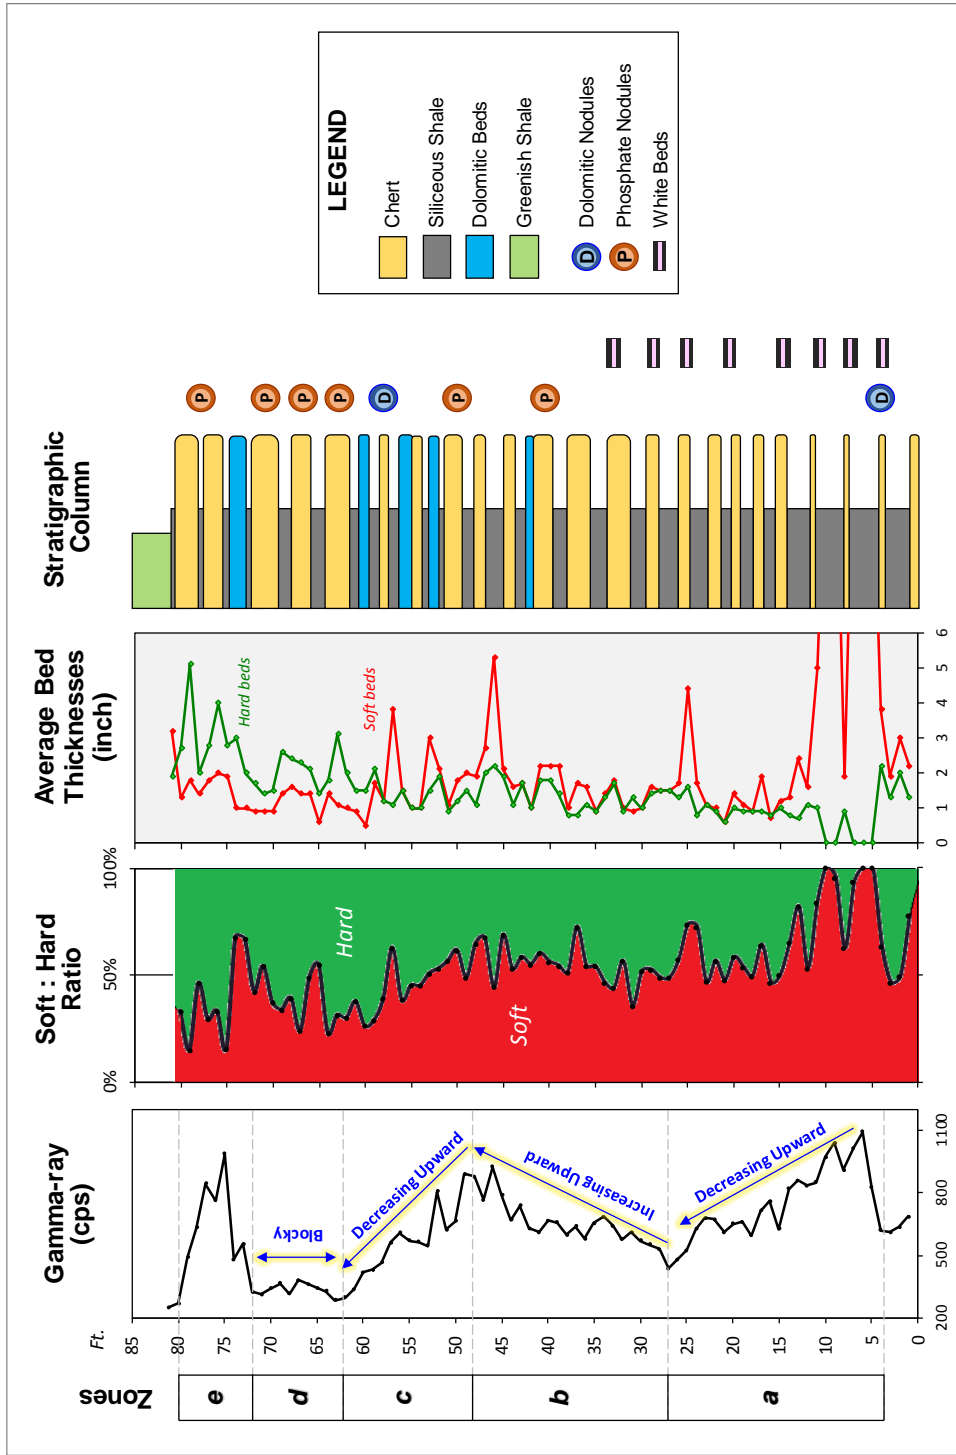 Zones
e
d
c
b
a
Ft.
85
80
75
70
65
60
55
50
45
40
35
30
25
20
15
10
5
0
Gamma-ray
(cps)
200
500
800
1100
Blocky
Decreasing Upward
Increasing Upward
Decreasing Upward
Soft : Hard
Ratio
0%
50%
100%
Hard
Soft
Average Bed
Thicknesses
(inch)
Hard beds
Soft beds
0
1
2
3
4
5
6
Stratigraphic
Column
P
P
P
P
D
P
P
D
LEGEND
Chert
Siliceous Shale
Dolomitic Beds
Greenish Shale
D Dolomitic Nodules
P Phosphate Nodules
White Beds